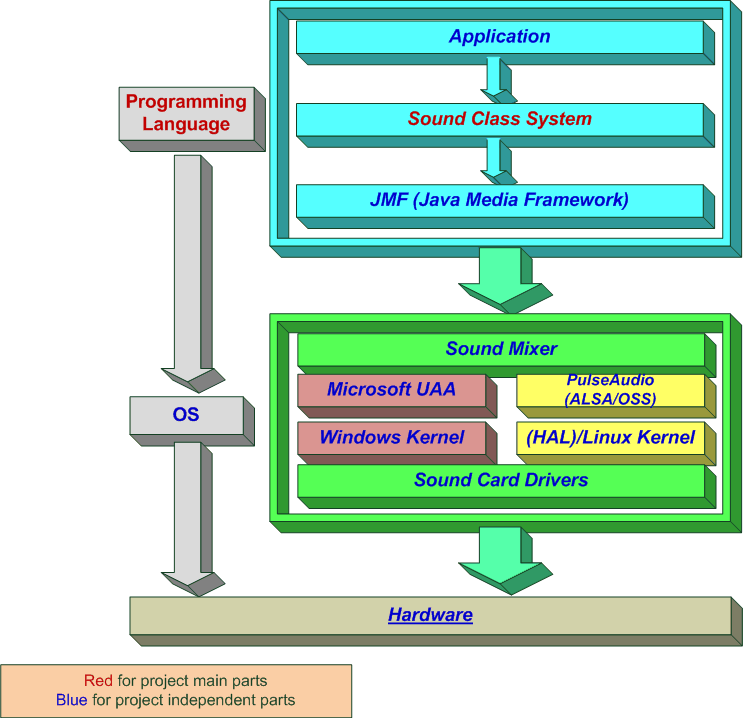 Application
Programming
Language
Sound Class System
JMF (Java Media Framework)
Sound Mixer
Microsoft UAA
PulseAudio
(ALSA/OSS)
OS
Windows Kernel
(HAL)/Linux Kernel
Sound Card Drivers
Hardware
Red for project main parts
Blue for project independent parts